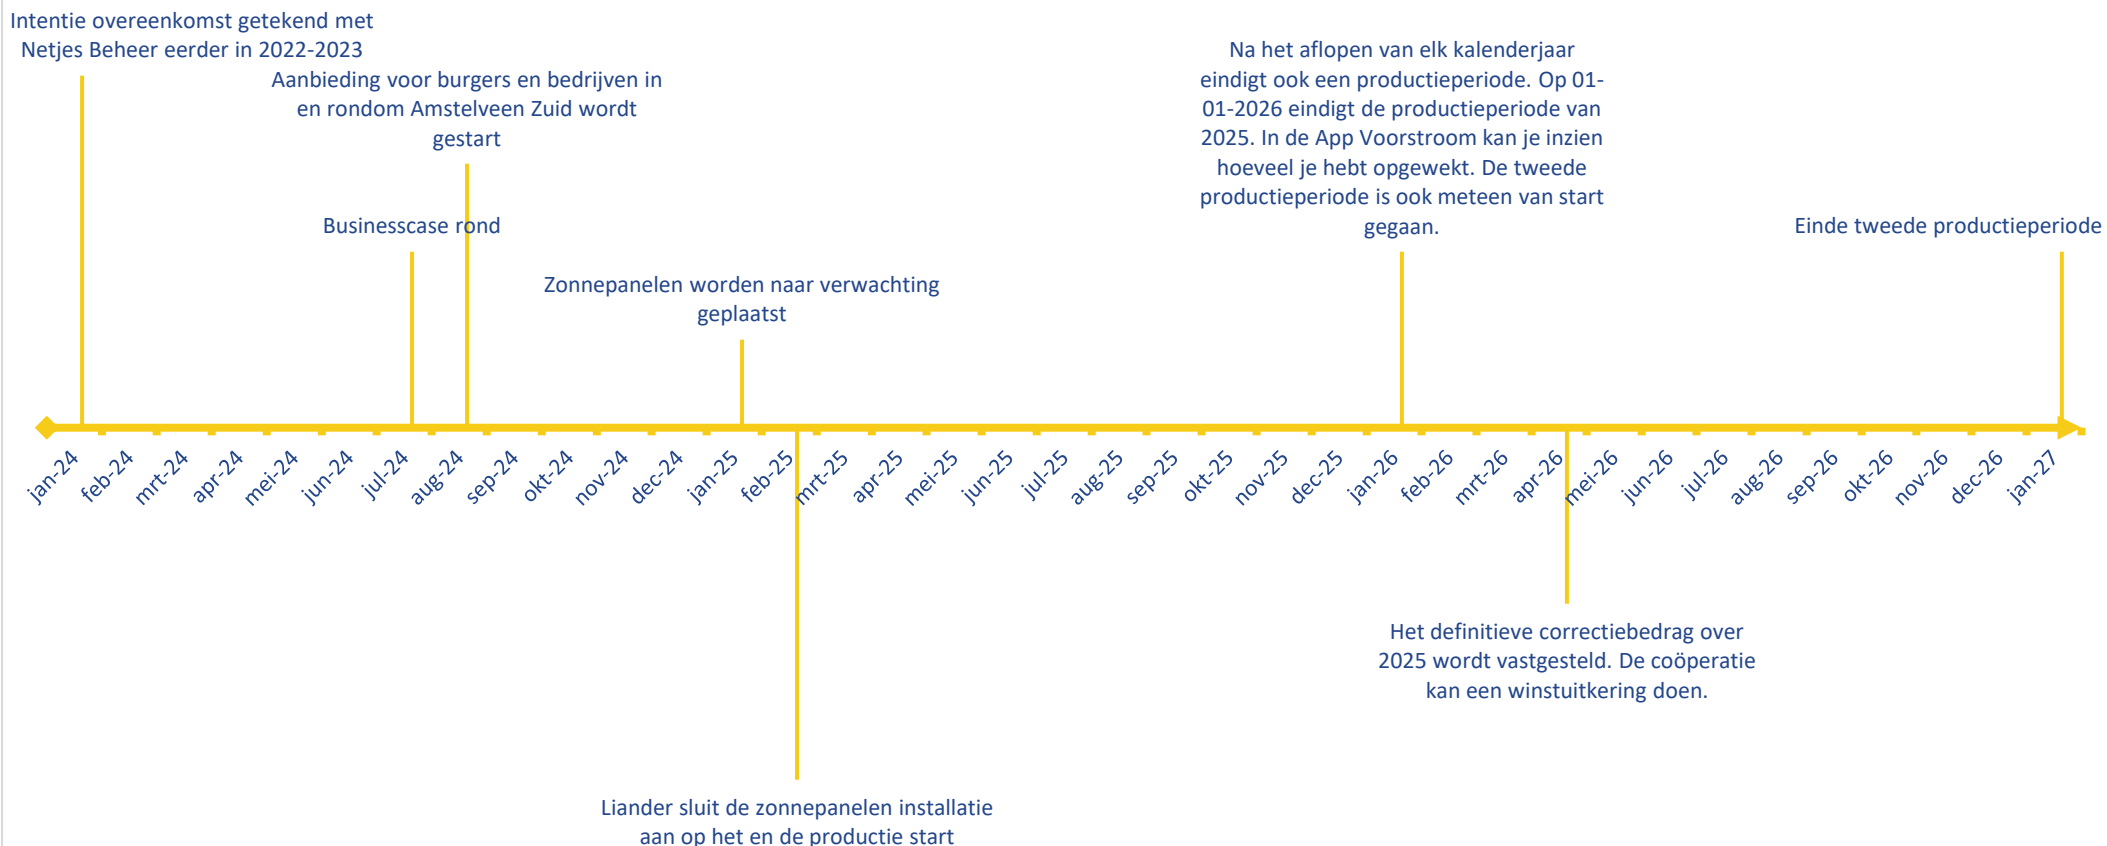 Intentie overeenkomst getekend met
Netjes Beheer eerder in 2022-2023
Aanbieding voor burgers en bedrijven in
en rondom Amstelveen Zuid wordt
gestart
Businesscase rond
Zonnepanelen worden naar verwachting
geplaatst
Na het aflopen van elk kalenderjaar
eindigt ook een productieperiode. Op 01-
01-2026 eindigt de productieperiode van
2025. In de App Voorstroom kan je inzien
hoeveel je hebt opgewekt. De tweede
productieperiode is ook meteen van start
gegaan.
Einde tweede productieperiode
jan-24
feb-24
mrt-24
apr-24
mei-24
jun-24
jul-24
aug-24
sep-24
okt-24
nov-24
dec-24
jan-25
feb-25
mrt-25
apr-25
mei-25
jun-25
jul-25
aug-25
sep-25
okt-25
nov-25
dec-25
jan-26
feb-26
mrt-26
apr-26
mei-26
jun-26
jul-26
aug-26
sep-26
okt-26
nov-26
dec-26
jan-27
Het definitieve correctiebedrag over
2025 wordt vastgesteld. De coöperatie
kan een winstuitkering doen.
Liander sluit de zonnepanelen installatie
aan op het en de productie start